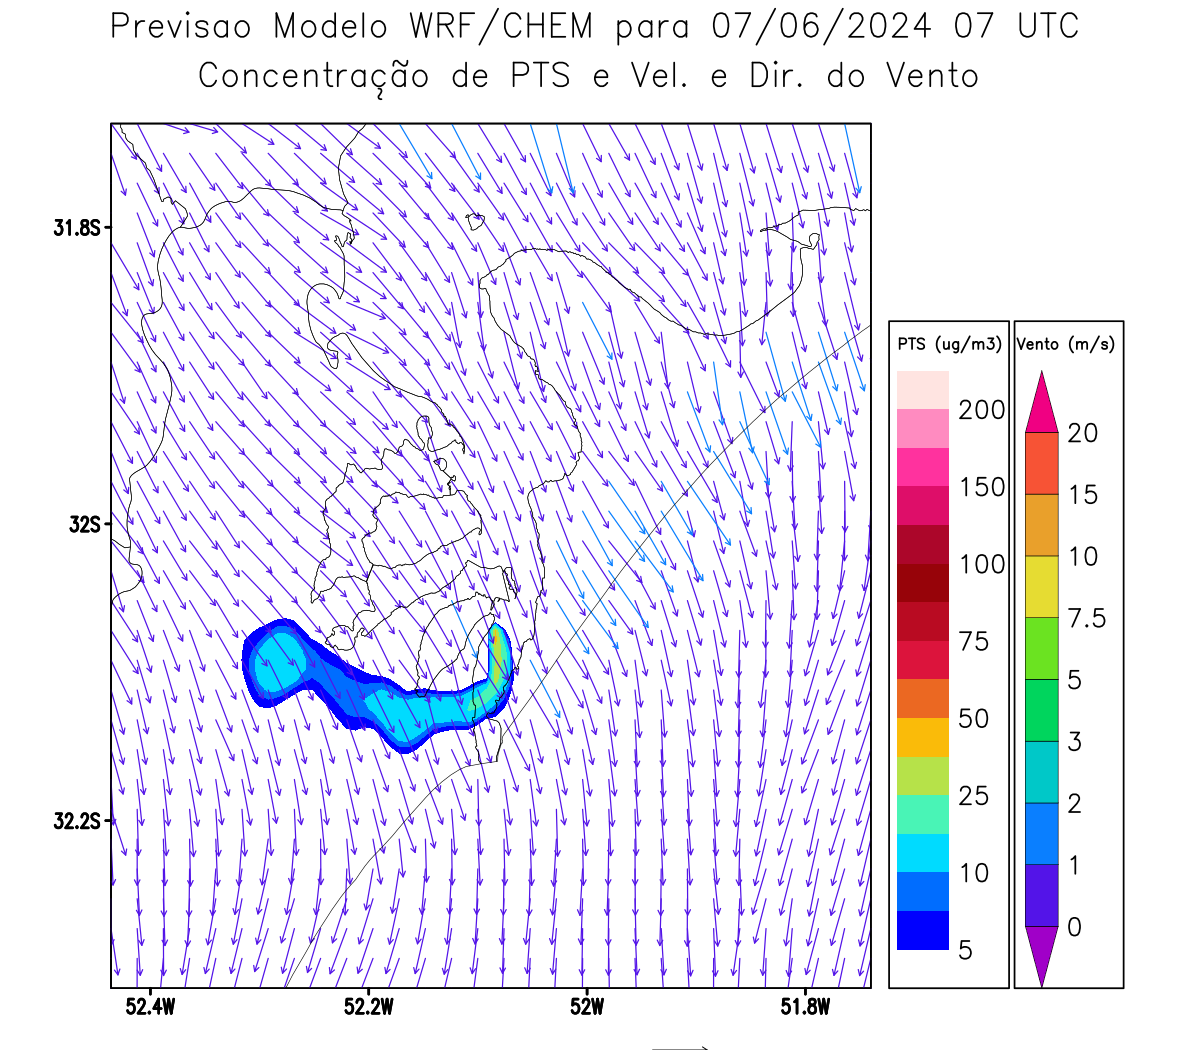 Previsao Modelo WRF/CHEM para 07/06/2024 07 UTC
Concentração de PTS e Vel. e Dir. do Vento
31.8S
32S
32.2S
52.4W
52.2W
52W
51.8W
PTS (ug/m3)
200
150
100
75
50
25
10
5
Vento (m/s)
20
15
10
7.5
5
3
2
1
0